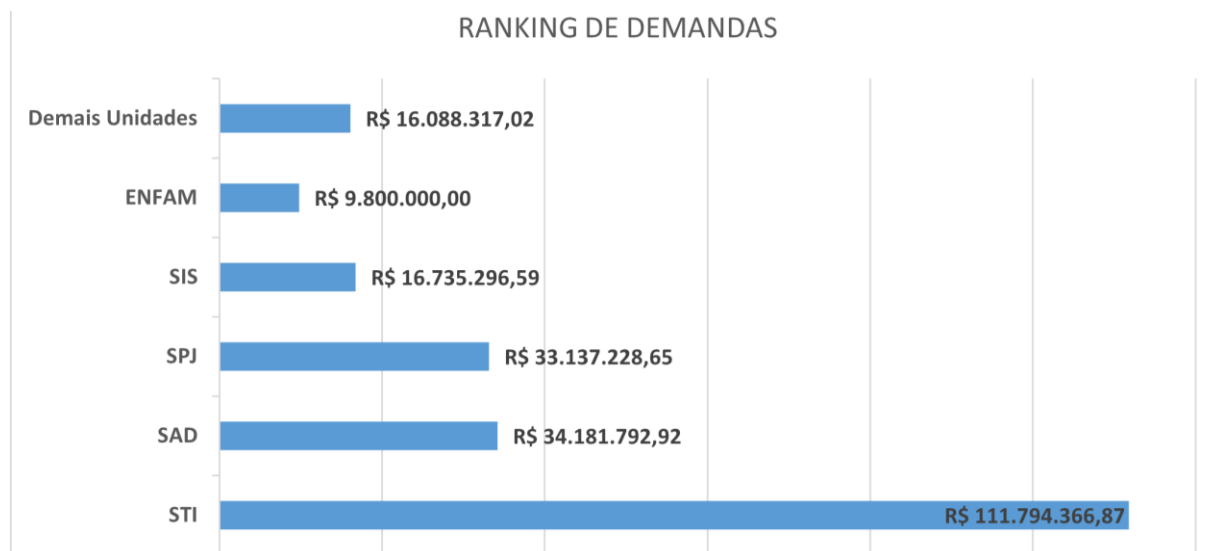 RANKING DE DEMANDAS
Demais Unidades R$ 16.088.317,02
ENFAM R$ 9.800.000,00
SIS R$ 16.735.296,59
SPJ R$ 33.137.228,65
SAD R$ 34.181.792,92
STI R$ 111.794.366,87